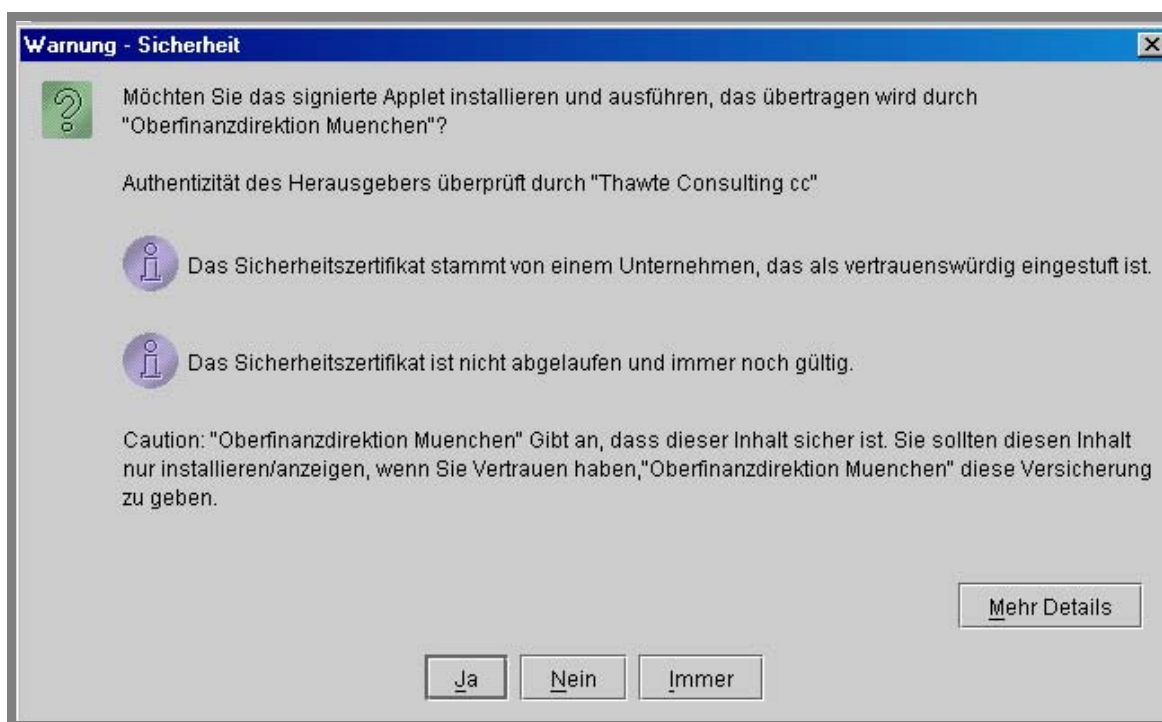 Warnung - Sicherheit
Möchten Sie das signierte Applet installieren und ausführen, das übertragen wird durch
"Oberfinanzdirektion Muenchen"?
Authentizität des Herausgebers überprüft durch "Thawte Consulting cc"
Das Sicherheitszertifikat stammt von einem Unternehmen, das als vertrauenswürdig eingestuft ist.
Das Sicherheitszertifikat ist nicht abgelaufen und immer noch gültig.
Caution: "Oberfinanzdirektion Muenchen" Gibt an, dass dieser Inhalt sicher ist. Sie sollten diesen Inhalt
nur installieren/anzeigen, wenn Sie Vertrauen haben,"Oberfinanzdirektion Muenchen" diese Versicherung
zu geben.
Mehr Details
Ja Nein Immer